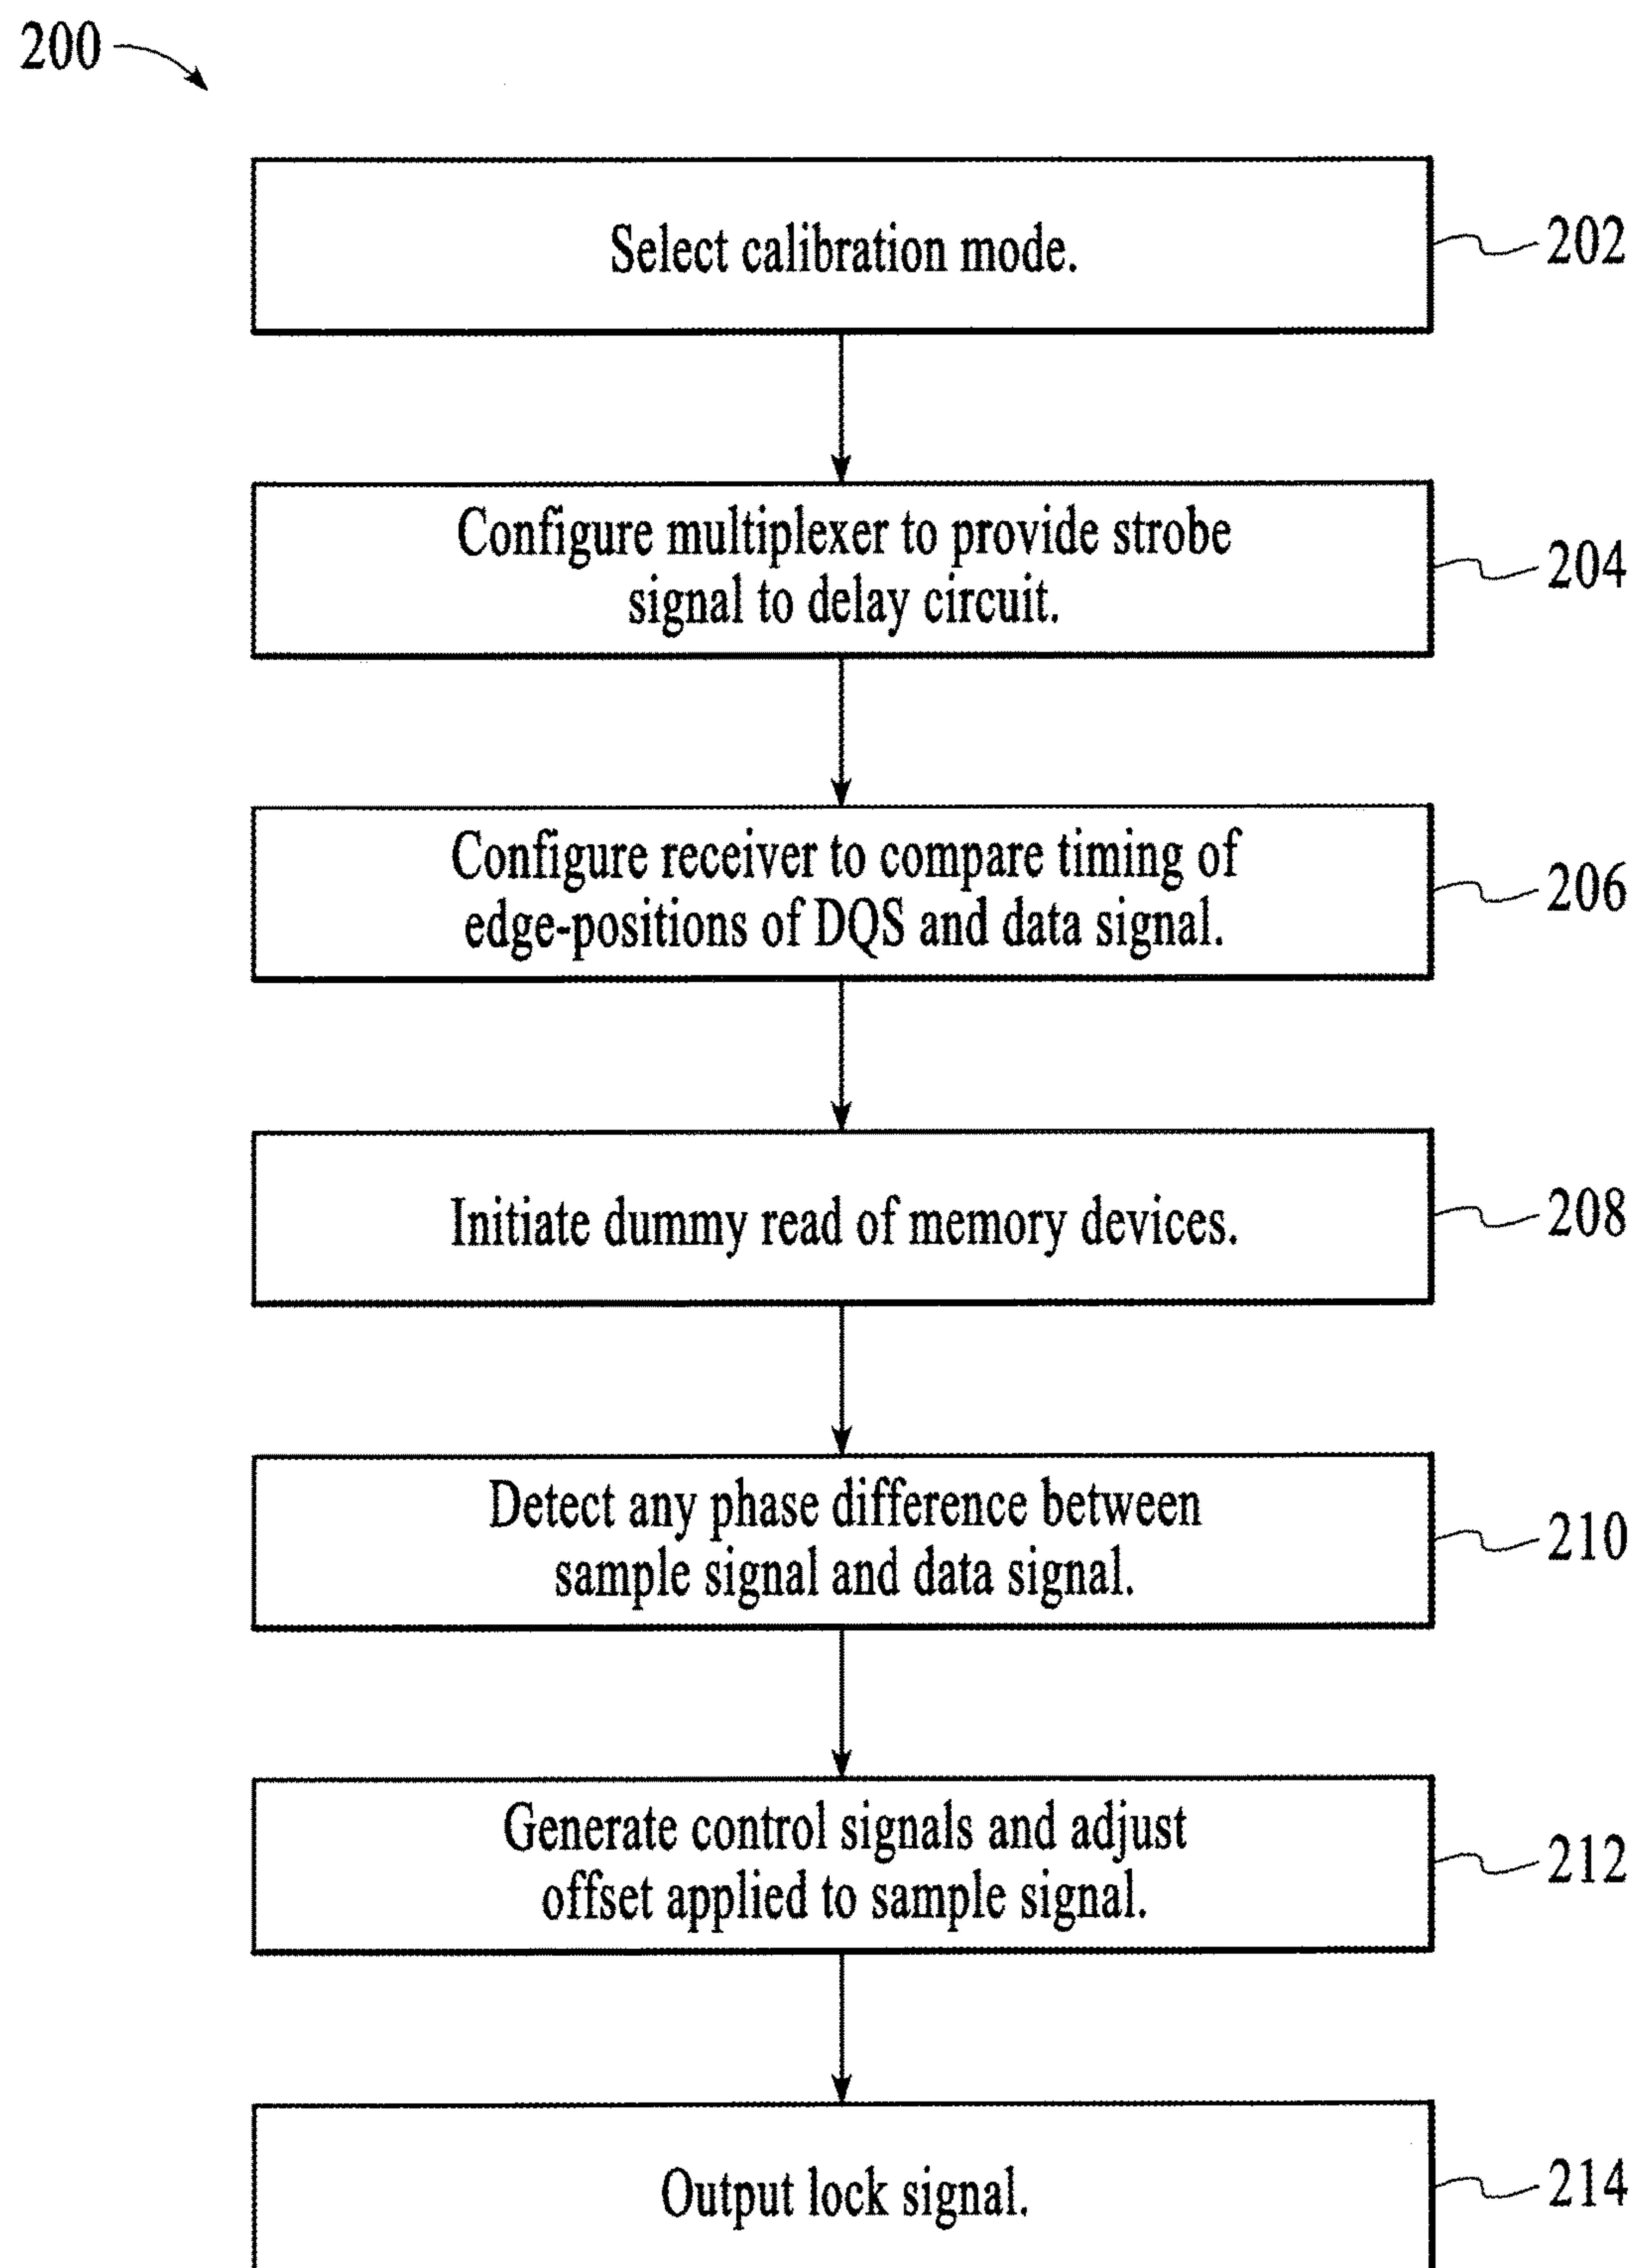 200
Select calibration mode.
202
Configure multiplexer to provide strobe
signal to delay circuit.
204
Configure receiver to compare timing of
edge-positions of DQS and data signal.
206
Initiate dummy read of memory devices.
208
Detect any phase difference between
sample signal and data signal.
210
Generate control signals and adjust
offset applied to sample signal.
212
Output lock signal.
214